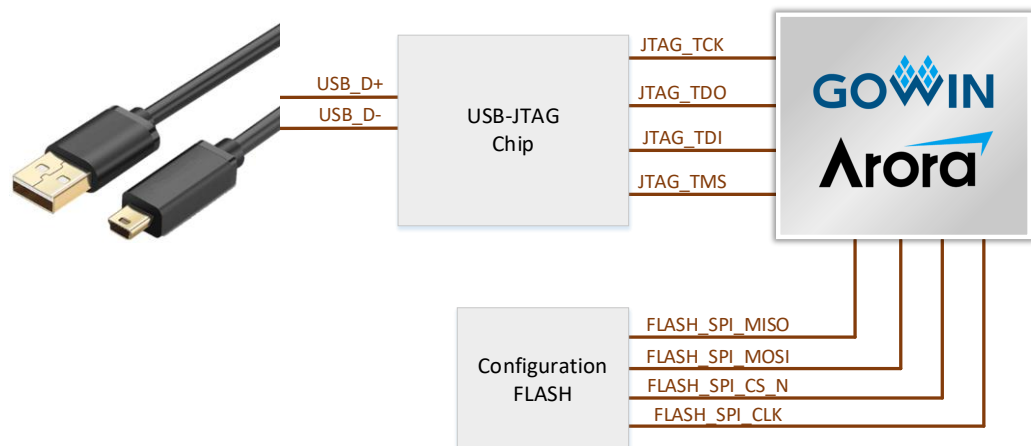 USB_D+
USB_D-
USB-JTAG
Chip
JTAG_TCK
JTAG_TDO
JTAG_TDI
JTAG_TMS
GOWIN
Arora
Configuration
FLASH
FLASH_SPI_MISO
FLASH_SPI_MOSI
FLASH_SPI_CS_N
FLASH_SPI_CLK